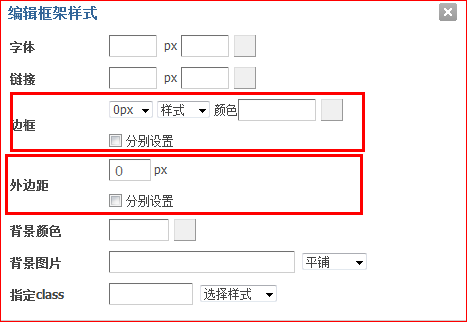 编辑框架样式
字体 px
链接 px
边框 0px 样式 颜色
分别设置
外边距 0 px
分别设置
背景颜色
背景图片 平铺
指定class 选择样式